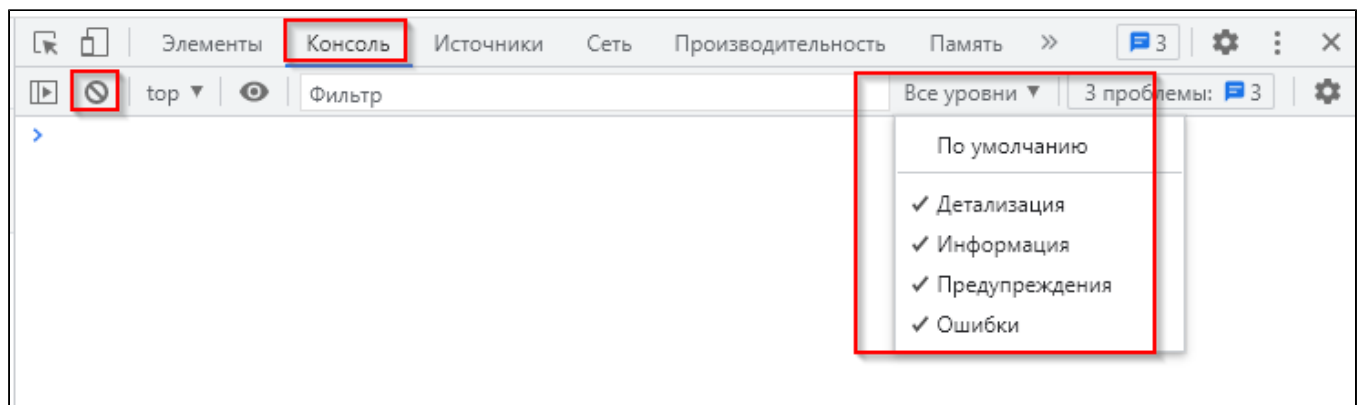 Элементы Консоль Источники Сеть Производительность Память » 3
top ▼ Фильтр Все уровни ▼ 3 проблемы: 3
>
По умолчанию
✓ Детализация
✓ Информация
✓ Предупреждения
✓ Ошибки